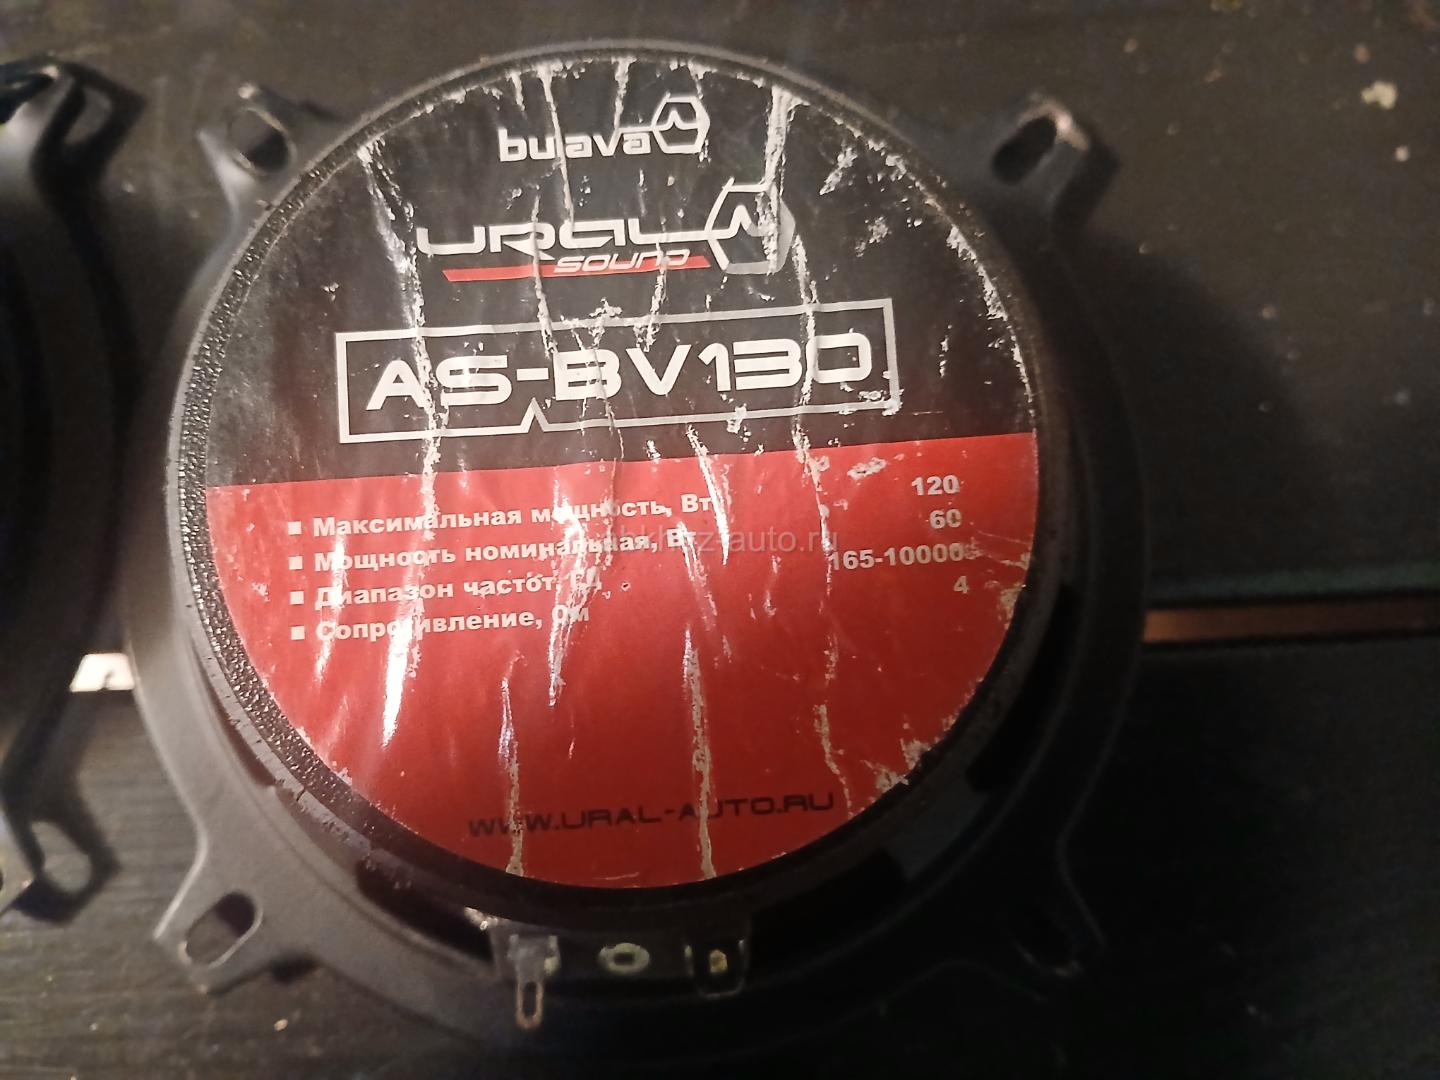 bulava
URAL
SOUND
AS-BV130
▪ Максимальная мощность, Вт 120
▪ Мощность номинальная, Вт 60
▪ Диапазон частот, ГЦ 165-10000
▪ Сопротивление, Ом 4
WWW.URAL-AUTO.RU